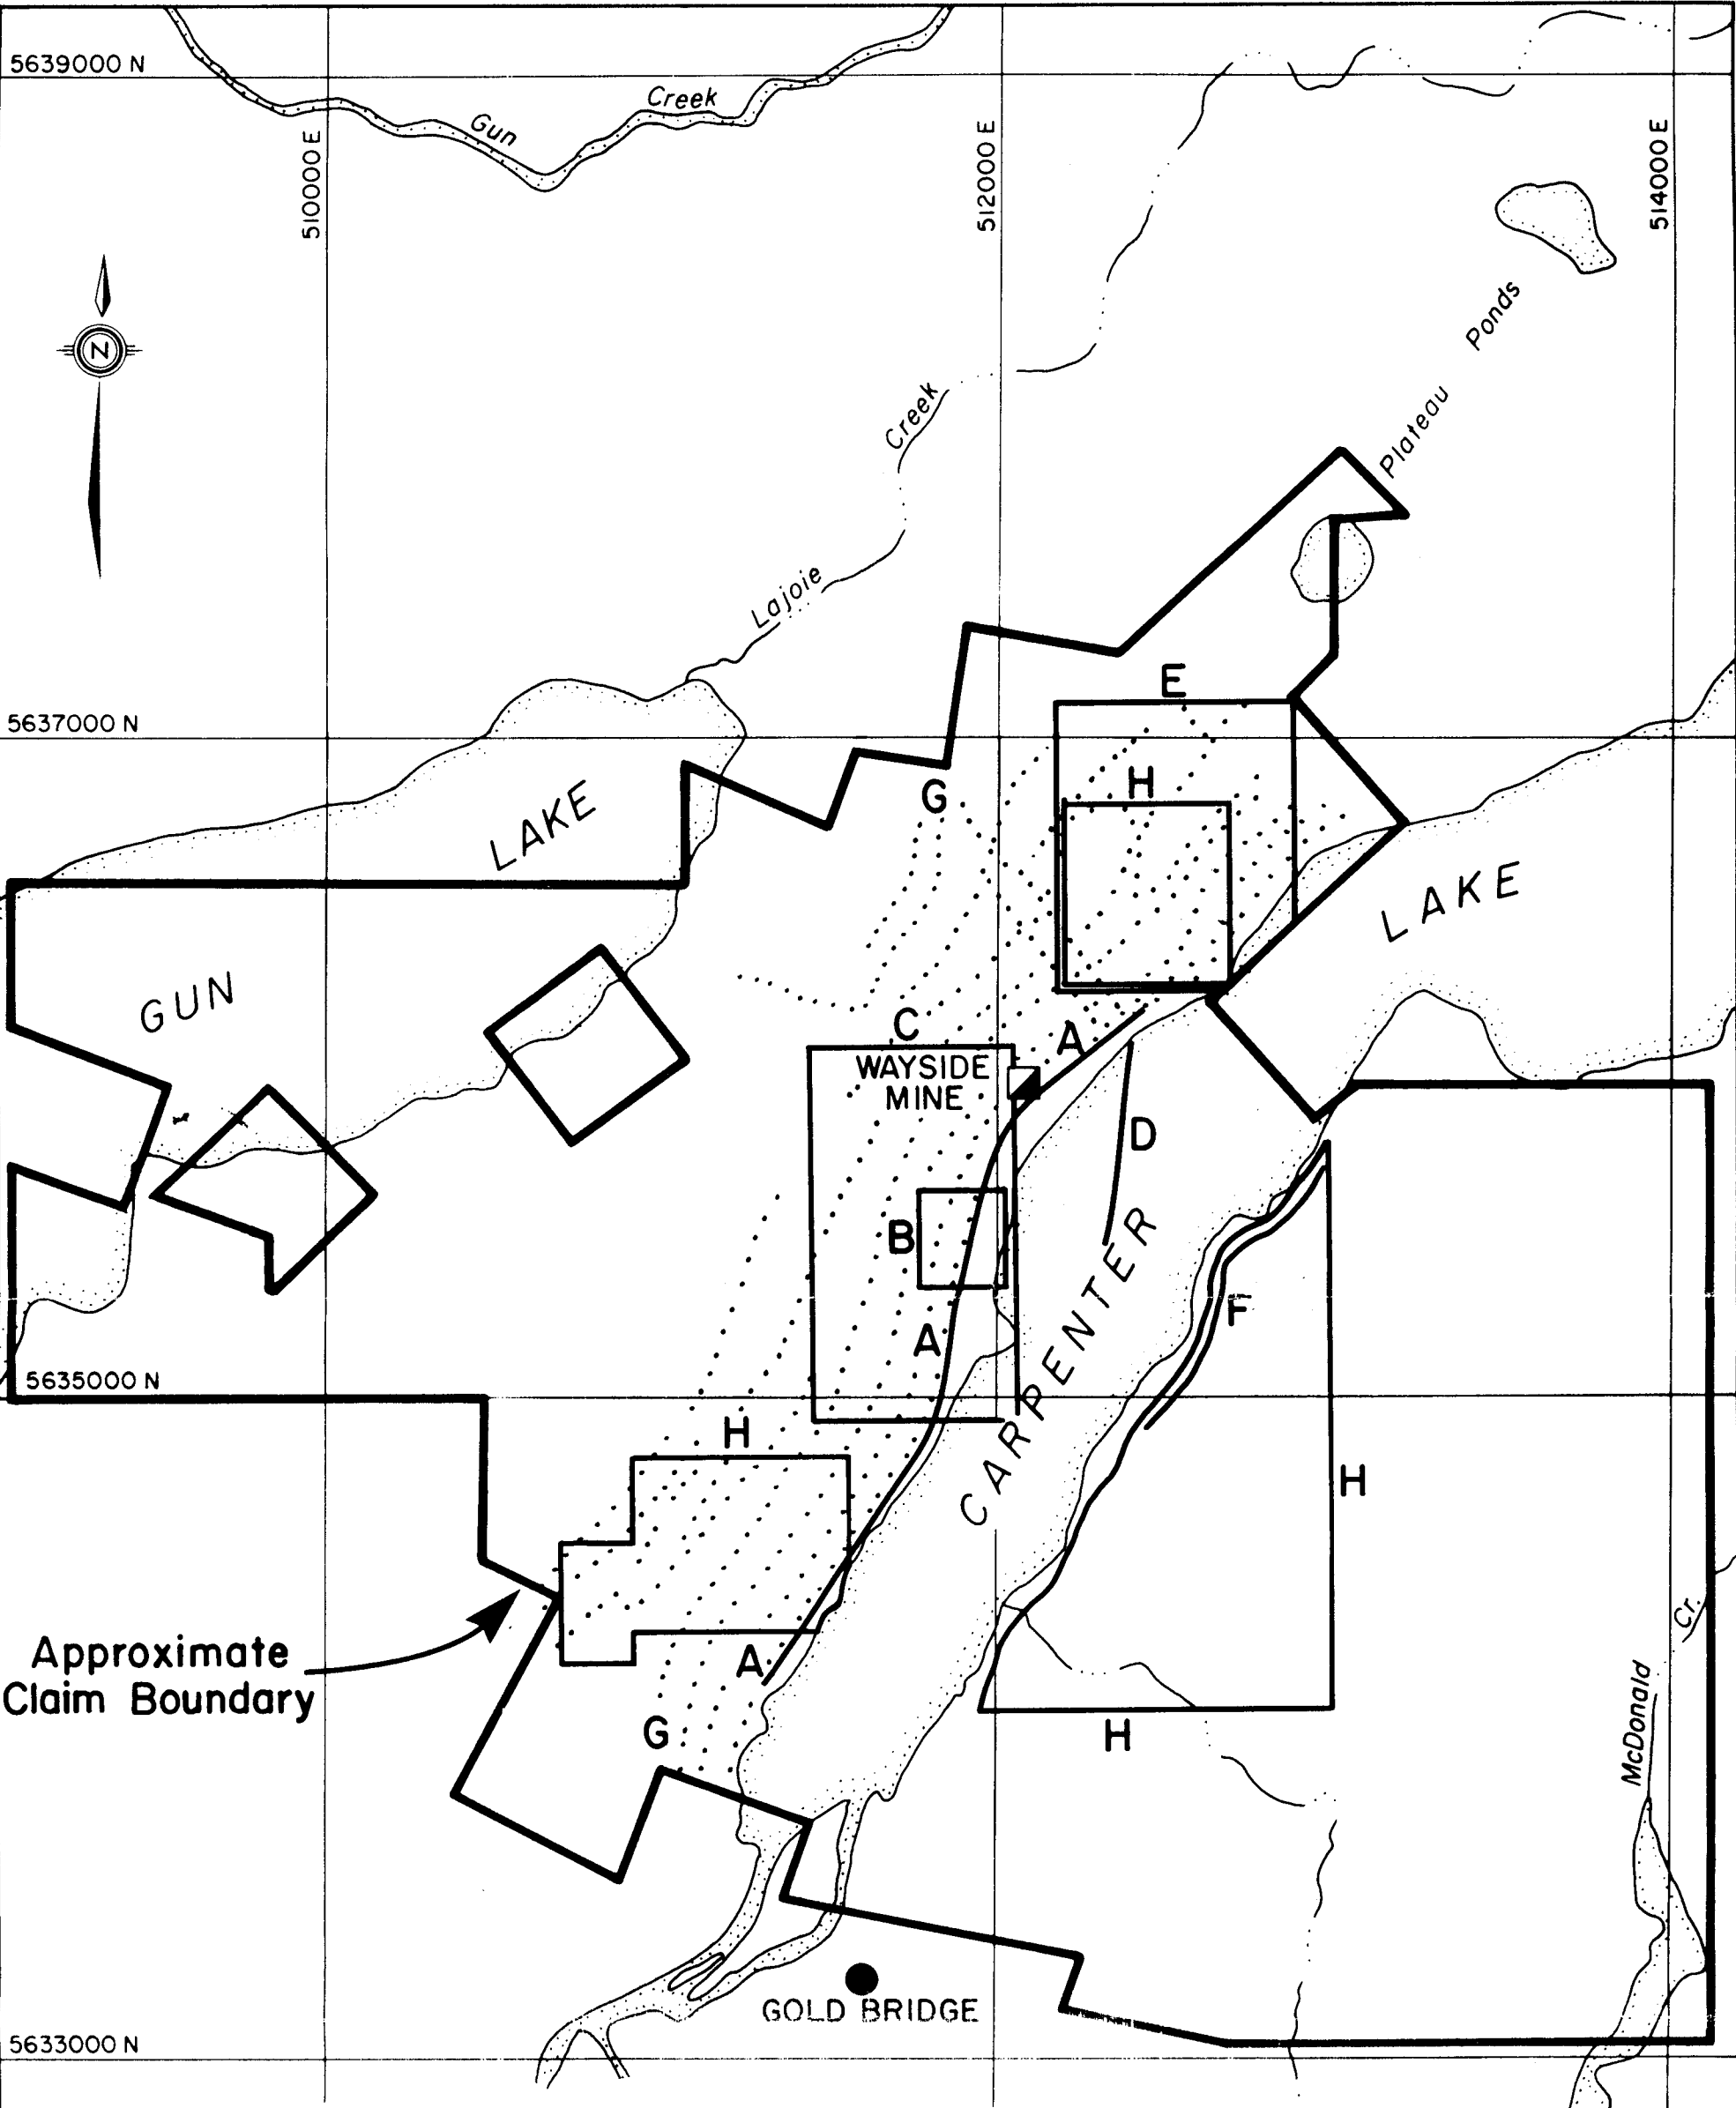 5639000 N
Gun
Creek
510000 E
512000 E
514000 E
N
Plateau Ponds
Lajoie Creek
5637000 N
E
H
G
LAKE
LAKE
GUN
C
A
WAYSIDE
MINE
D
B
CARPENTER
F
A
5635000 N
H
H
Approximate
Claim Boundary
A
G
H
McDonald Cr.
GOLD BRIDGE
5633000 N